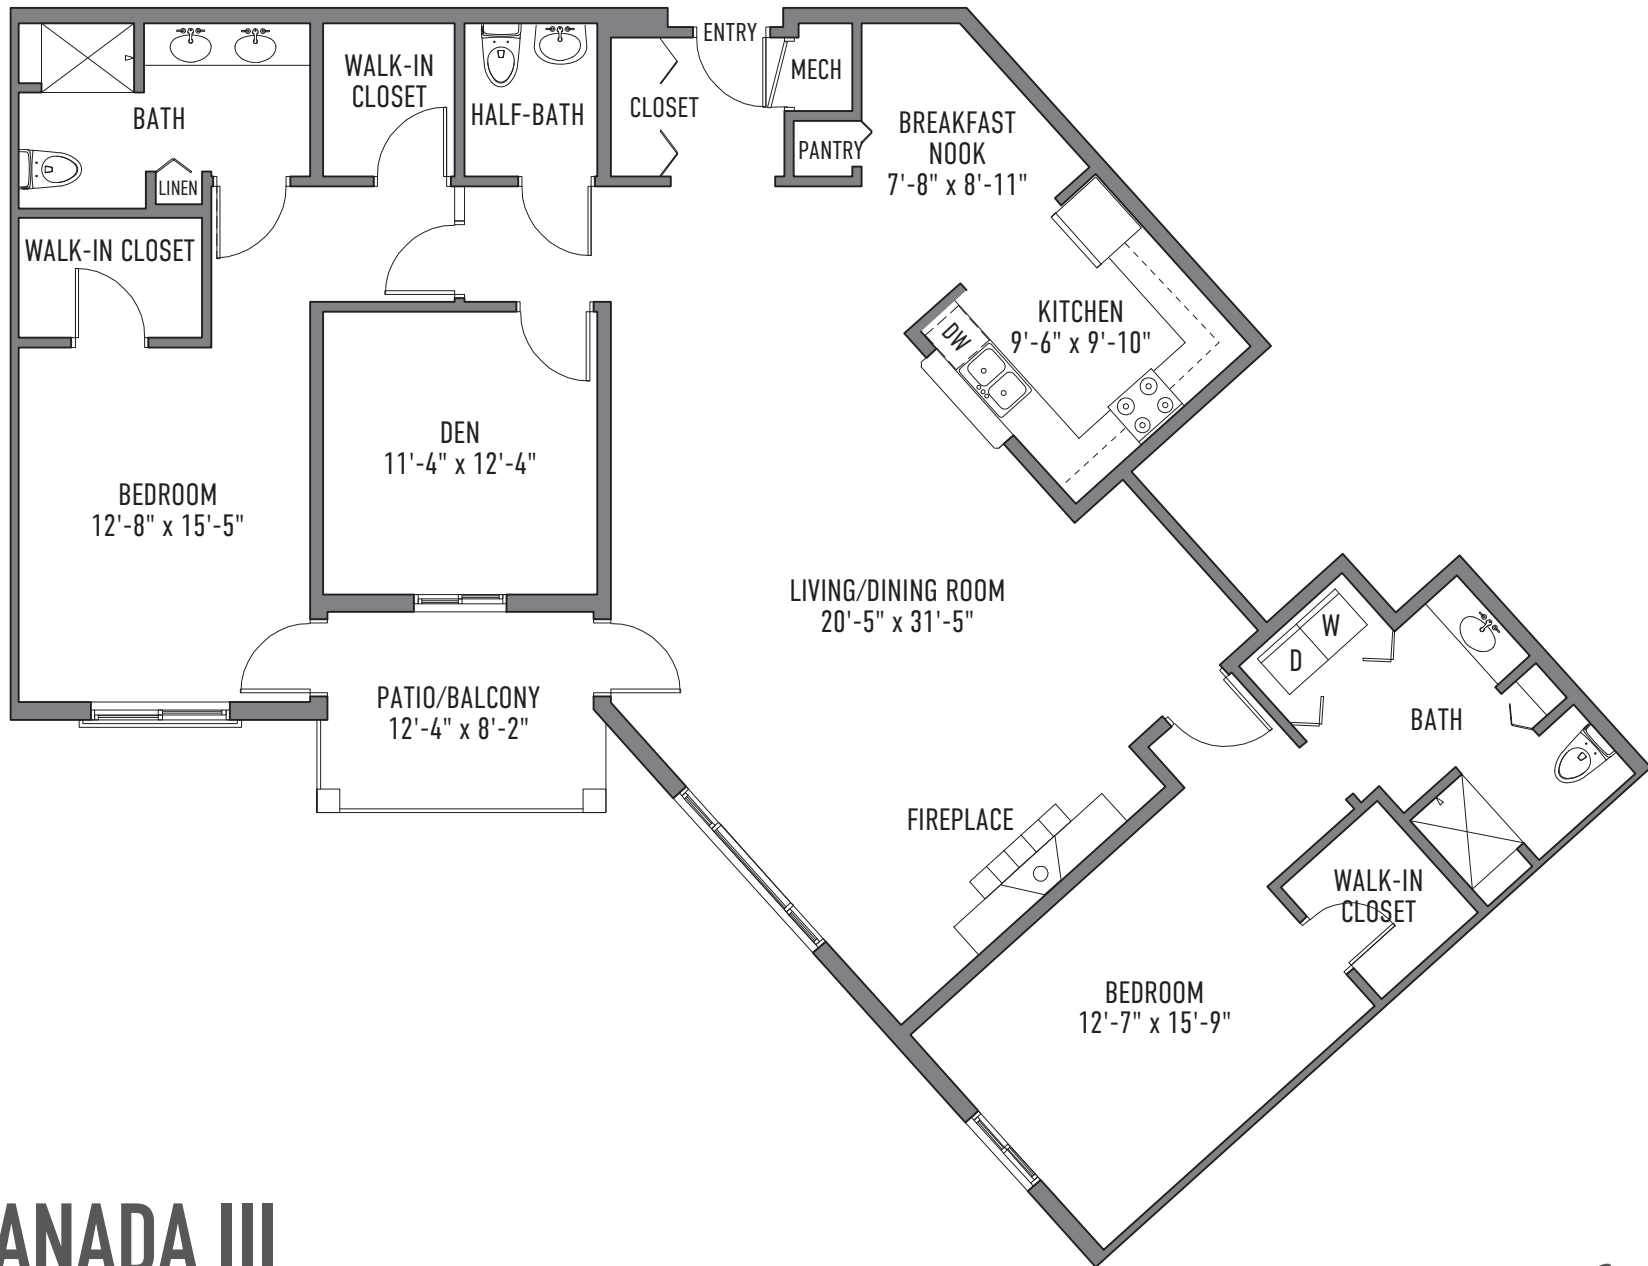 ENTRY
WALK-IN
CLOSET
MECH
BATH
HALF-BATH
CLOSET
BREAKFAST
NOOK
7'-8" x 8'-11"
PANTRY
LINEN
WALK-IN CLOSET
KITCHEN
9'-6" x 9'-10"
DW
DEN
11'-4" x 12'-4"
BEDROOM
12'-8" x 15'-5"
LIVING/DINING ROOM
20'-5" x 31'-5"
W
D
PATIO/BALCONY
12'-4" x 8'-2"
BATH
FIREPLACE
WALK-IN
CLOSET
BEDROOM
12'-7" x 15'-9"
ANADA III